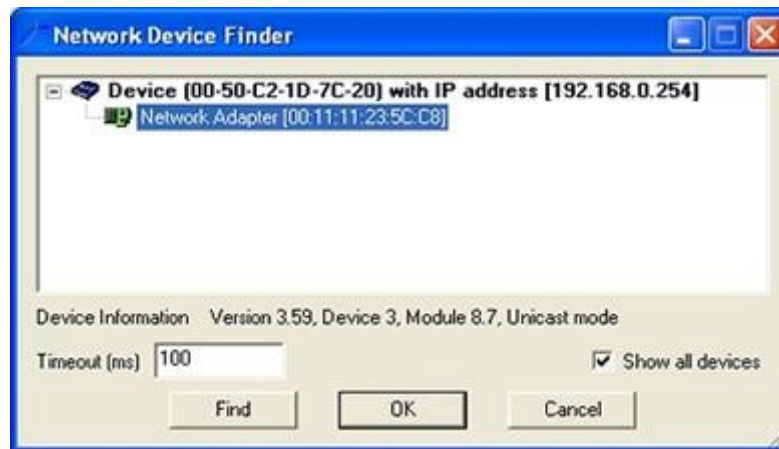 Network Device Finder
Device (00-50-C2-1D-7C-20) with IP address [192.168.0.254]
Network Adapter [00:11:11:23:5C:C8]
Device Information Version 3.59, Device 3, Module 8.7, Unicast mode
Timeout (ms) 100 Show all devices
Find OK Cancel